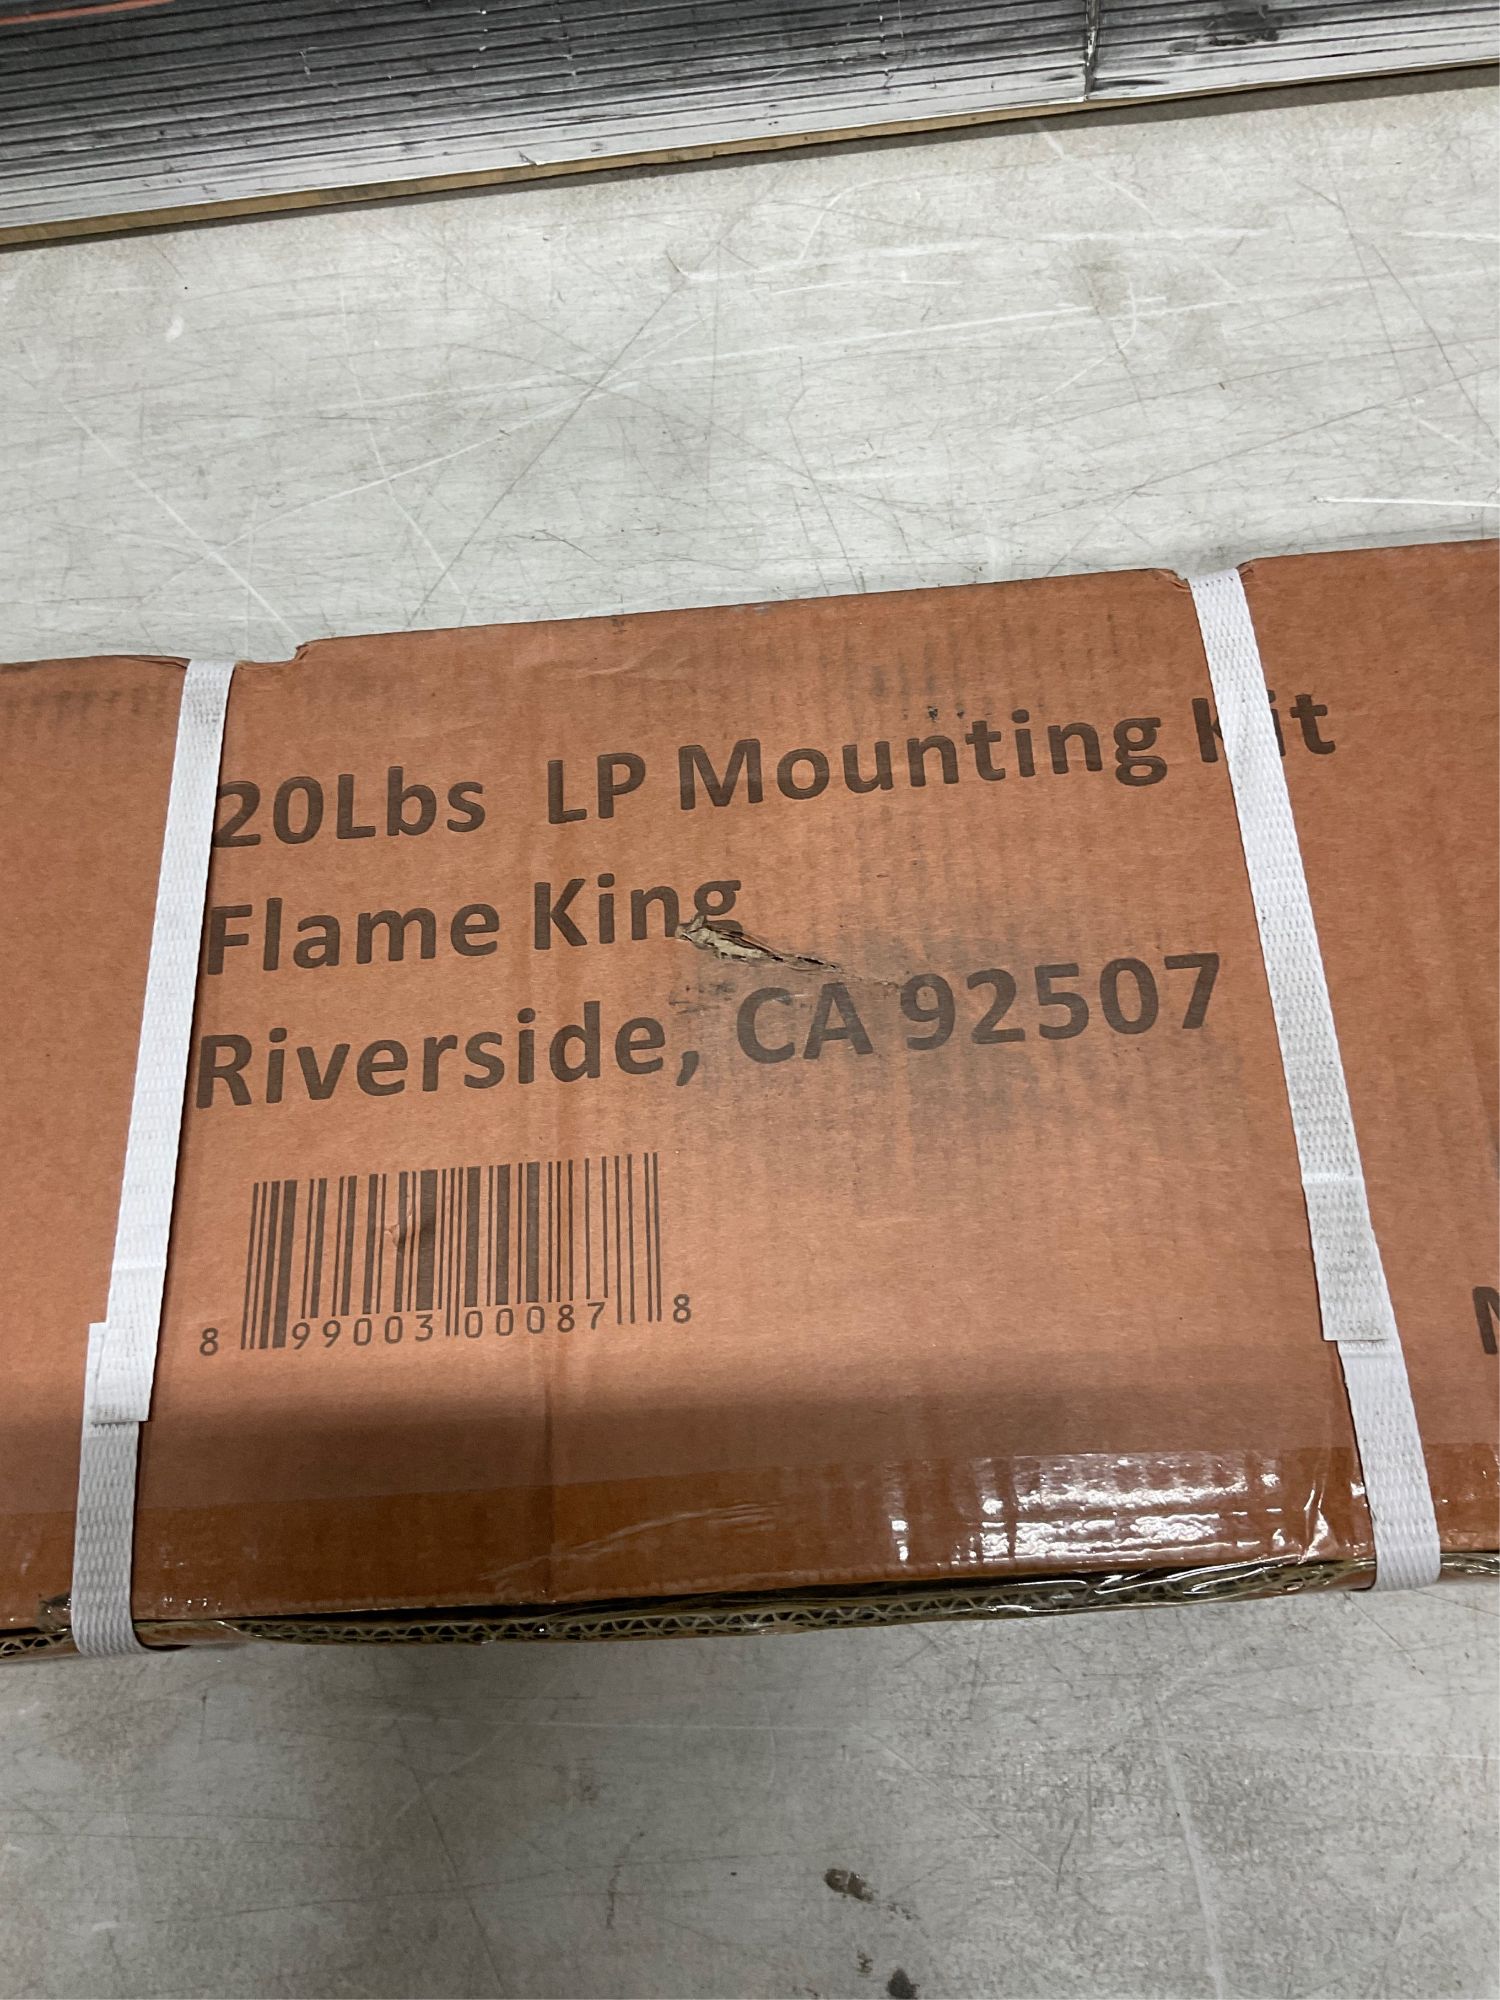 20Lbs LP Mounting Kit
Flame King
Riverside, CA 92507
8 99003 00087 8